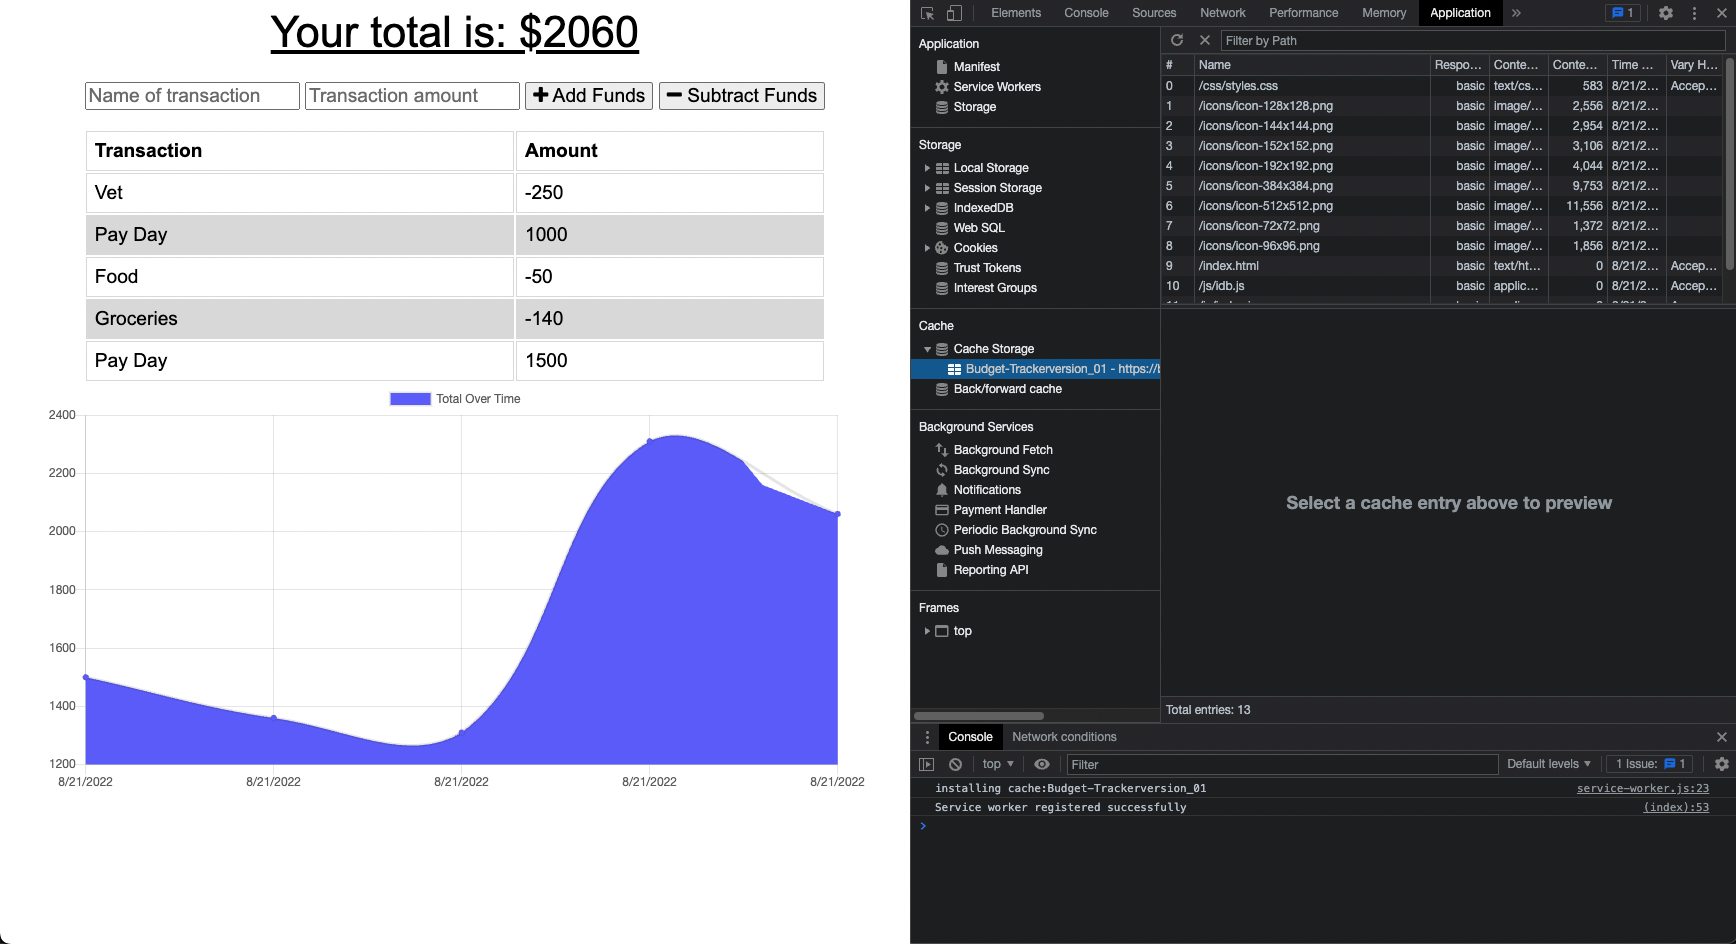 Your total is: $2060
Name of transaction Transaction amount + Add Funds − Subtract Funds
Transaction Amount
Vet -250
Pay Day 1000
Food -50
Groceries -140
Pay Day 1500
Total Over Time
2400
2200
2000
1800
1600
1400
1200
8/21/2022 8/21/2022 8/21/2022 8/21/2022 8/21/2022
Elements Console Sources Network Performance Memory Application » 1
Application
Manifest
Service Workers
Storage
Storage
Local Storage
Session Storage
IndexedDB
Web SQL
Cookies
Trust Tokens
Interest Groups
Cache
Cache Storage
Budget-Trackerversion_01 - https://b
Back/forward cache
Background Services
Background Fetch
Background Sync
Notifications
Payment Handler
Periodic Background Sync
Push Messaging
Reporting API
Frames
top
Filter by Path
# Name Respo... Conte... Conte... Time ... Vary H...
0 /css/styles.css basic text/cs... 583 8/21/2... Accep...
1 /icons/icon-128x128.png basic image/... 2,556 8/21/2...
2 /icons/icon-144x144.png basic image/... 2,954 8/21/2...
3 /icons/icon-152x152.png basic image/... 3,106 8/21/2...
4 /icons/icon-192x192.png basic image/... 4,044 8/21/2...
5 /icons/icon-384x384.png basic image/... 9,753 8/21/2...
6 /icons/icon-512x512.png basic image/... 11,556 8/21/2...
7 /icons/icon-72x72.png basic image/... 1,372 8/21/2...
8 /icons/icon-96x96.png basic image/... 1,856 8/21/2...
9 /index.html basic text/ht... 0 8/21/2... Accep...
10 /js/idb.js basic applic... 0 8/21/2... Accep...
Select a cache entry above to preview
Total entries: 13
Console Network conditions
top Filter Default levels 1 Issue: 1
installing cache:Budget-Trackerversion_01 service-worker.js:23
Service worker registered successfully (index):53